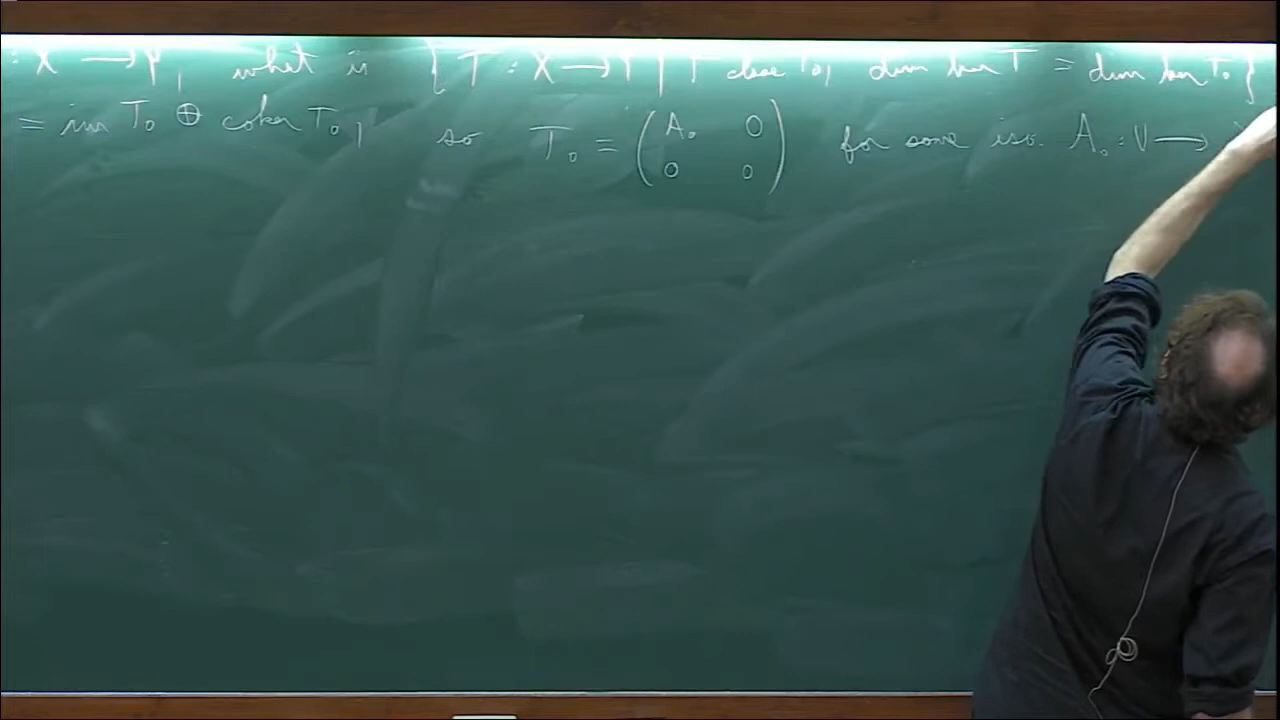 : X → Y, what is { T : X → Y | T close T₀, dim ker T = dim ker T₀ }
= im T₀ ⊕ coker T₀, so T₀ = ( A₀ 0 ; 0 0 ) for some iso. A₀ : V →